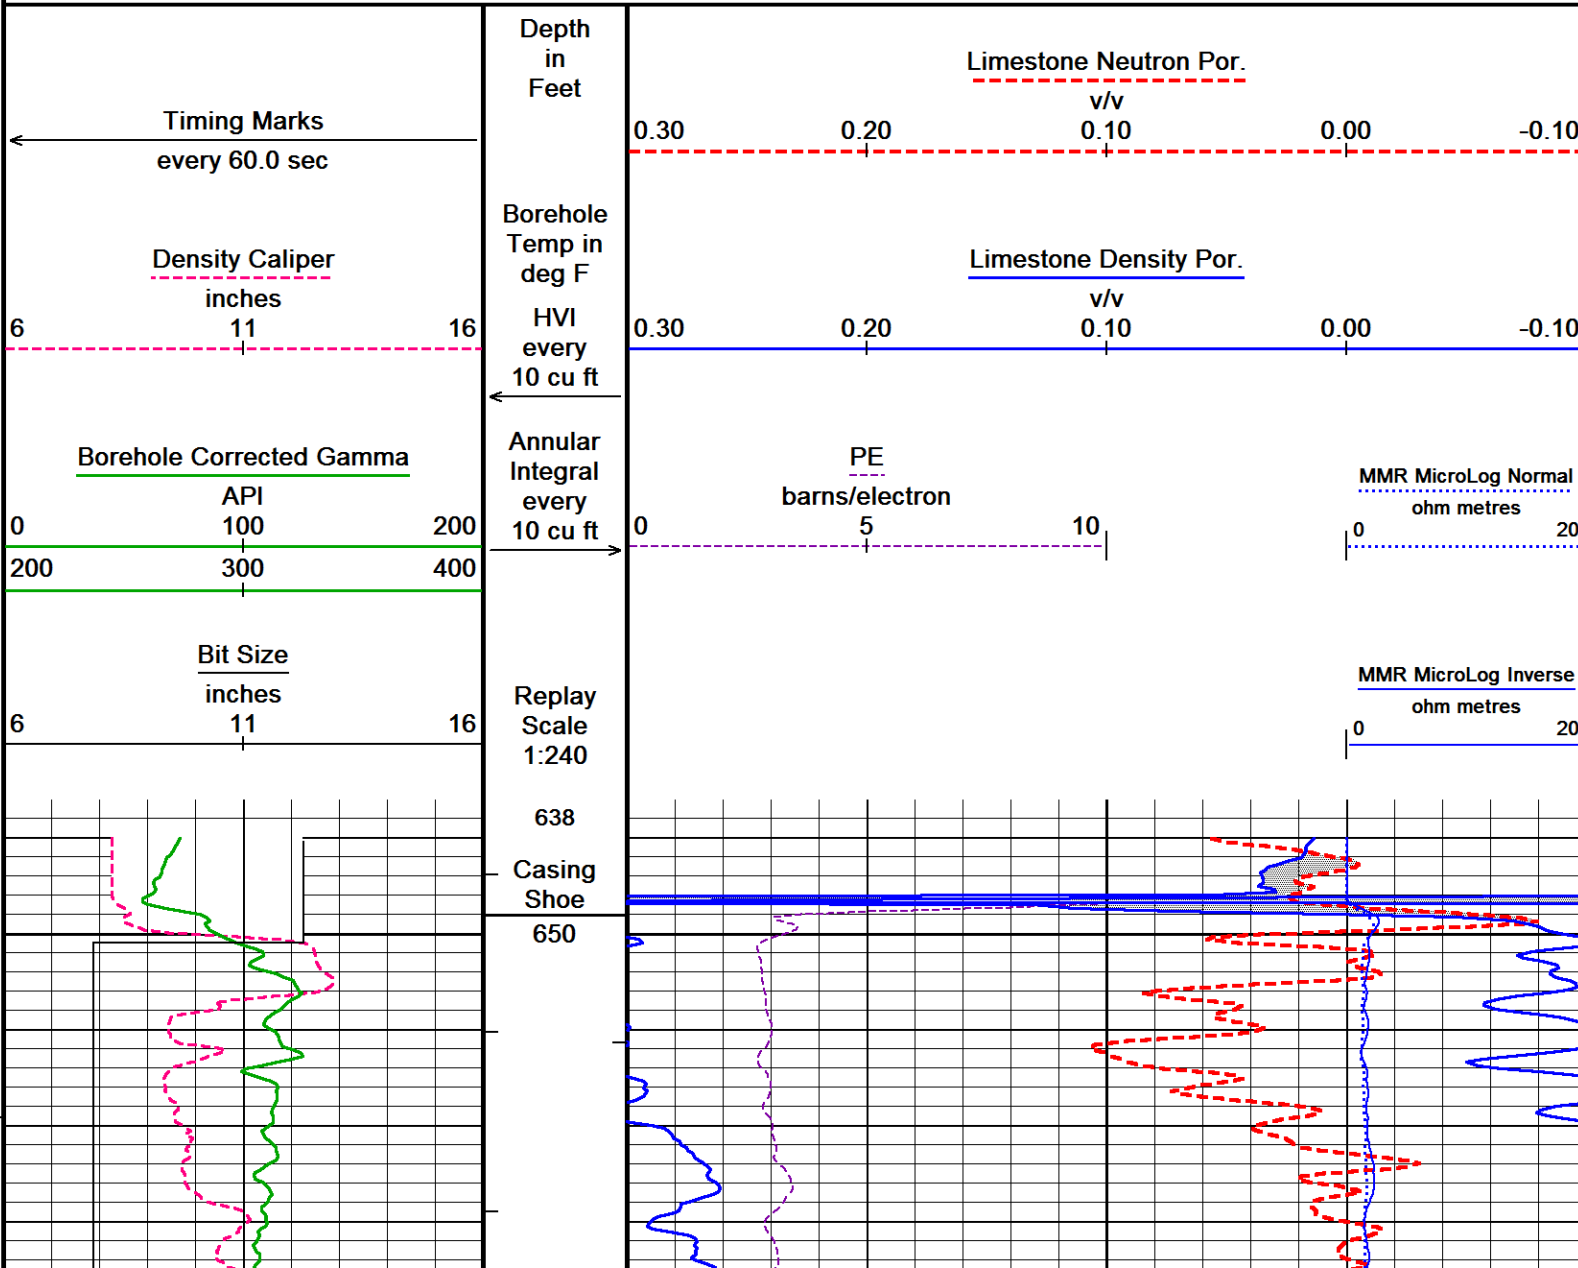 Timing Marks
every 60.0 sec
Density Caliper
inches
6 11 16
Borehole Corrected Gamma
API
0 100 200
200 300 400
Bit Size
inches
6 11 16
Depth
in
Feet
Borehole
Temp in
deg F
HVI
every
10 cu ft
Annular
Integral
every
10 cu ft
Replay
Scale
1:240
638
Casing
Shoe
650
Limestone Neutron Por.
v/v
0.30 0.20 0.10 0.00 -0.10
Limestone Density Por.
v/v
0.30 0.20 0.10 0.00 -0.10
PE
barns/electron
0 5 10
MMR MicroLog Normal
ohm metres
0 20
MMR MicroLog Inverse
ohm metres
0 20